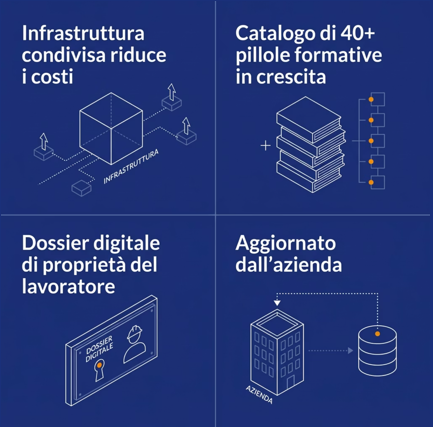 Infrastruttura
condivisa riduce
i costi
INFRASTRUTTURA
Catalogo di 40+
pillole formative
in crescita
+
Dossier digitale
di proprietà del
lavoratore
DOSSIER
DIGITALE
Aggiornato
dall'azienda
AZIENDA